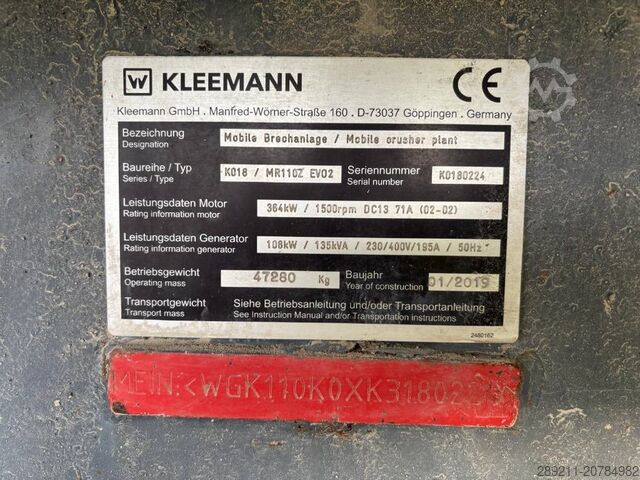 W KLEEMANN CE
Kleemann GmbH . Manfred-Wörner-Straße 160 . D-73037 Göppingen . Germany
Bezeichnung
Designation
Mobile Brechanlage / Mobile crusher plant
Baureihe / Typ
Series / Type
K018 / MR110Z EVO2
Seriennummer
Serial number
K0180224
Leistungsdaten Motor
Rating information motor
364kW / 1500rpm DC13 71A (02-02)
Leistungsdaten Generator
Rating information generator
108kW / 135kVA / 230/400V/195A / 50Hz
Betriebsgewicht
Operating mass
47280 Kg
Baujahr
Year of construction
01/2019
Transportgewicht
Transport mass
Siehe Betriebsanleitung und/oder Transportanleitung
See Instruction Manual and/or Transportation instructions
2480162
289211-20784982